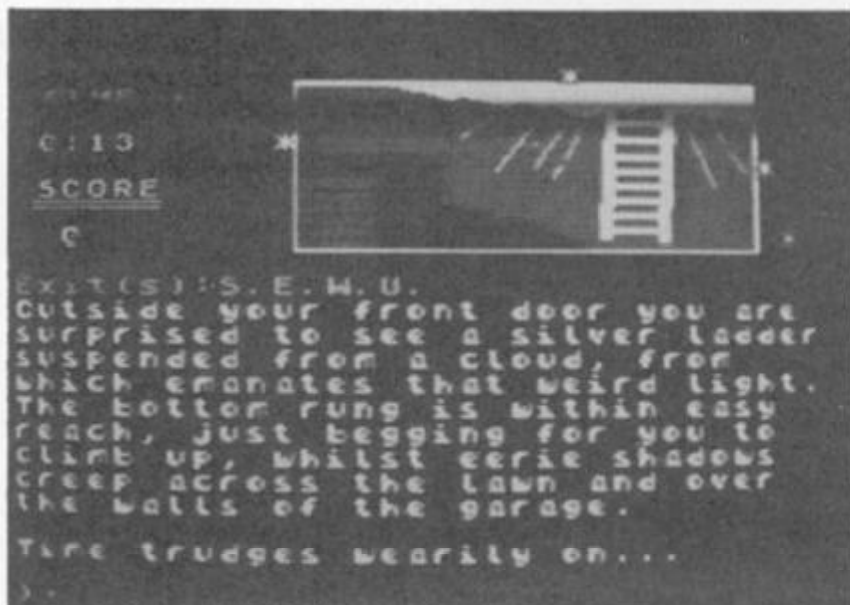 0:13
SCORE
0
Exit(s):S.E.W.U.
Outside your front door you are
surprised to see a silver ladder
suspended from a cloud, from
which emanates that weird light.
The bottom rung is within easy
reach, just begging for you to
climb up, whilst eerie shadows
creep across the lawn and over
the walls of the garage.
Time trudges wearily on...
>